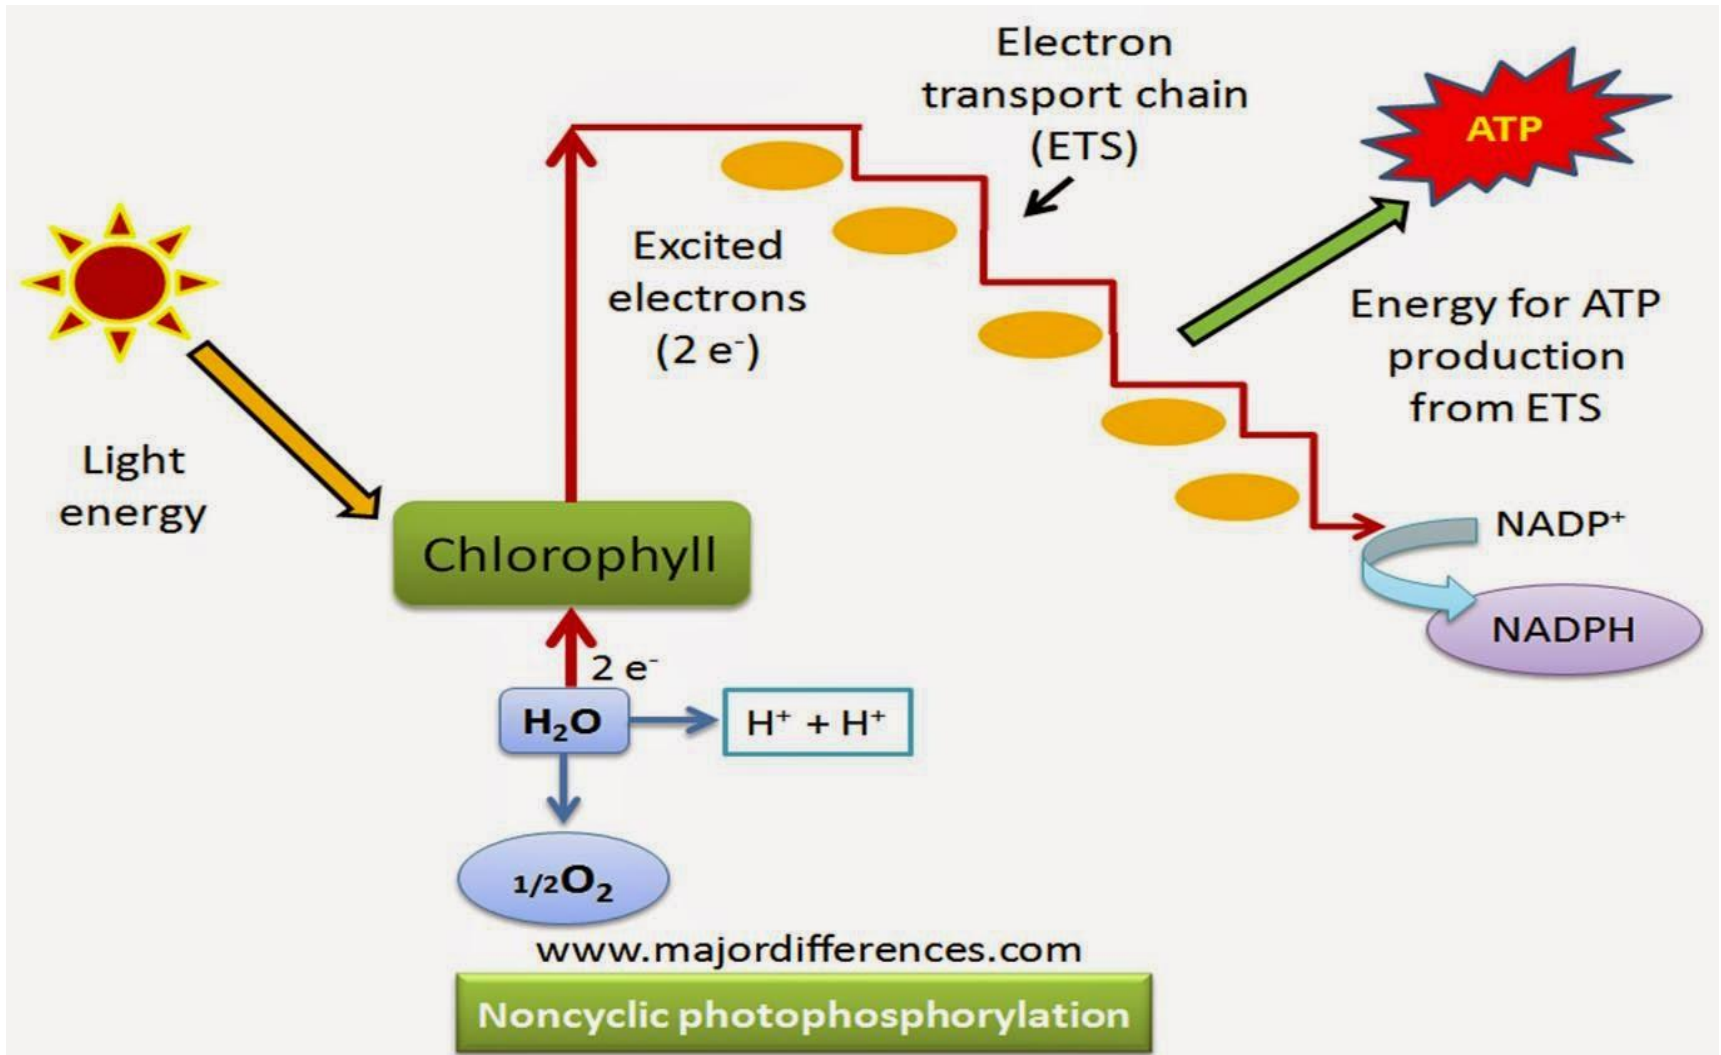 Electron
transport chain
(ETS)
ATP
Excited
electrons
(2 e⁻)
Energy for ATP
production
from ETS
Light
energy
Chlorophyll
NADP⁺
NADPH
2 e⁻
H₂O
H⁺ + H⁺
1/2O₂
www.majordifferences.com
Noncyclic photophosphorylation